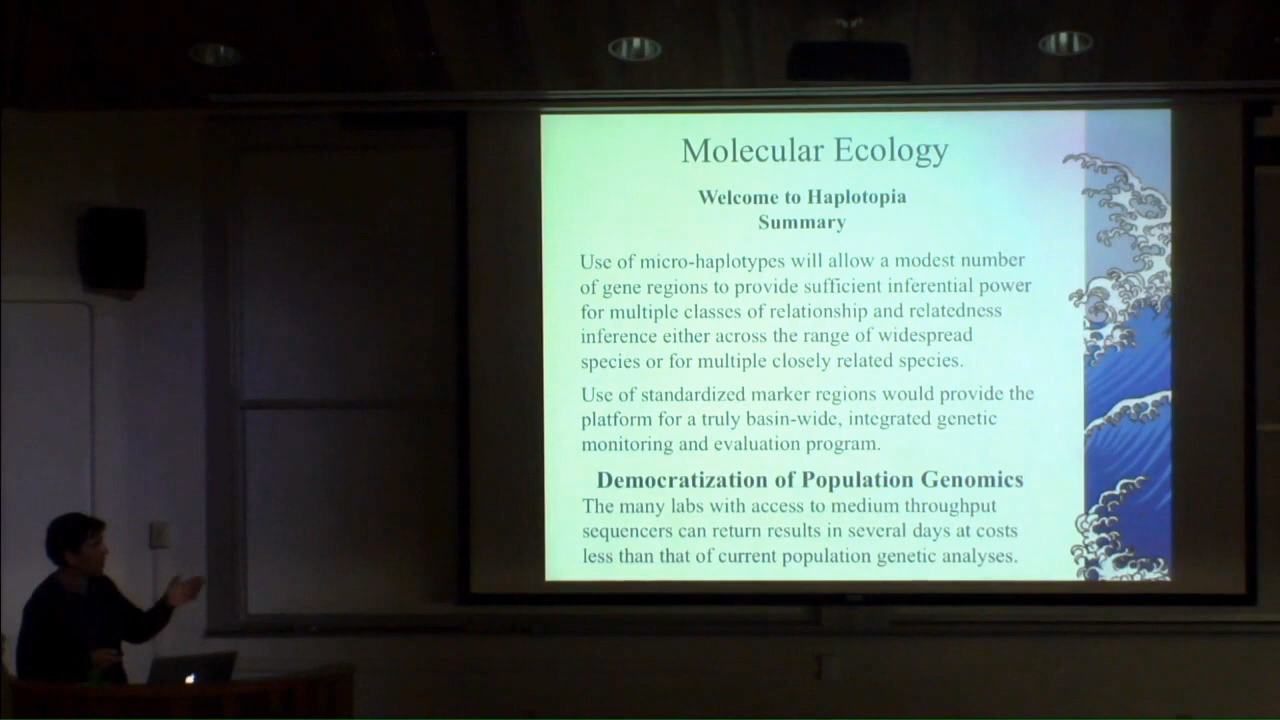 Molecular Ecology
Welcome to Haplotopia
Summary
Use of micro-haplotypes will allow a modest number
of gene regions to provide sufficient inferential power
for multiple classes of relationship and relatedness
inference either across the range of widespread
species or for multiple closely related species.
Use of standardized marker regions would provide the
platform for a truly basin-wide, integrated genetic
monitoring and evaluation program.
Democratization of Population Genomics
The many labs with access to medium throughput
sequencers can return results in several days at costs
less than that of current population genetic analyses.